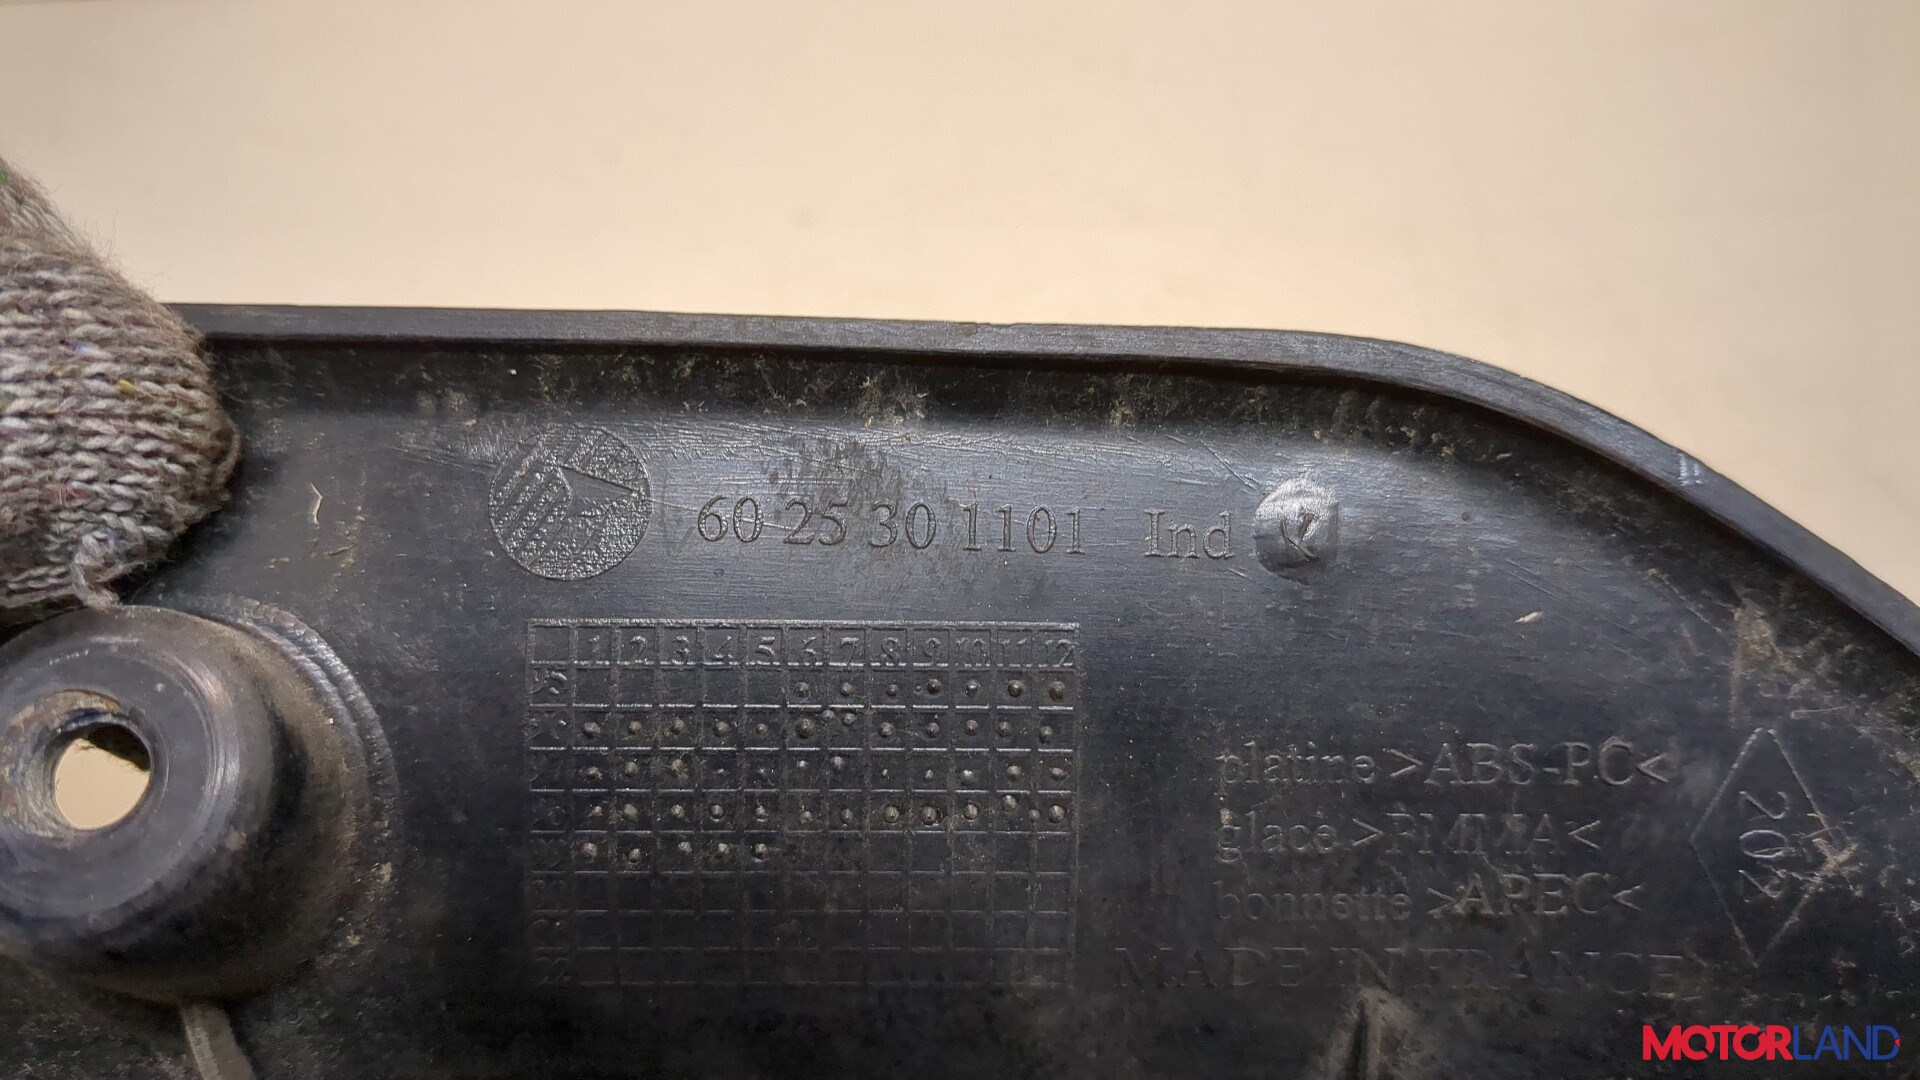 60 25 30 1101 Ind
1 2 3 4 5 6 7 8 9 10 11 12
platine >ABS-PC<
glace >PMMA<
bonnette >APEC<
MADE IN FRANCE
202
MOTORLAND